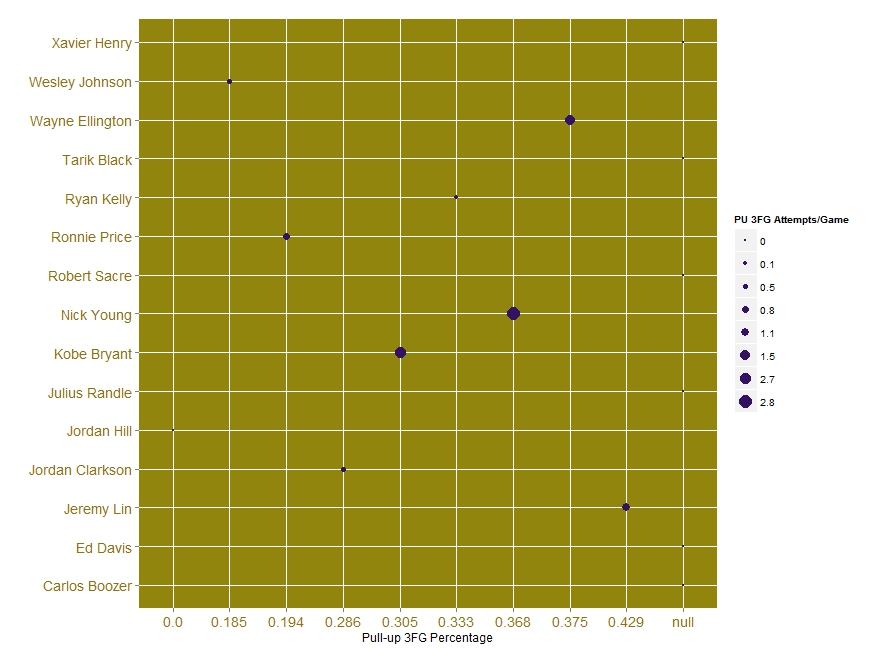 Xavier Henry
Wesley Johnson
Wayne Ellington
Tarik Black
Ryan Kelly
Ronnie Price
Robert Sacre
Nick Young
Kobe Bryant
Julius Randle
Jordan Hill
Jordan Clarkson
Jeremy Lin
Ed Davis
Carlos Boozer
0.0 0.185 0.194 0.286 0.305 0.333 0.368 0.375 0.429 null
Pull-up 3FG Percentage
PU 3FG Attempts/Game
0
0.1
0.5
0.8
1.1
1.5
2.7
2.8